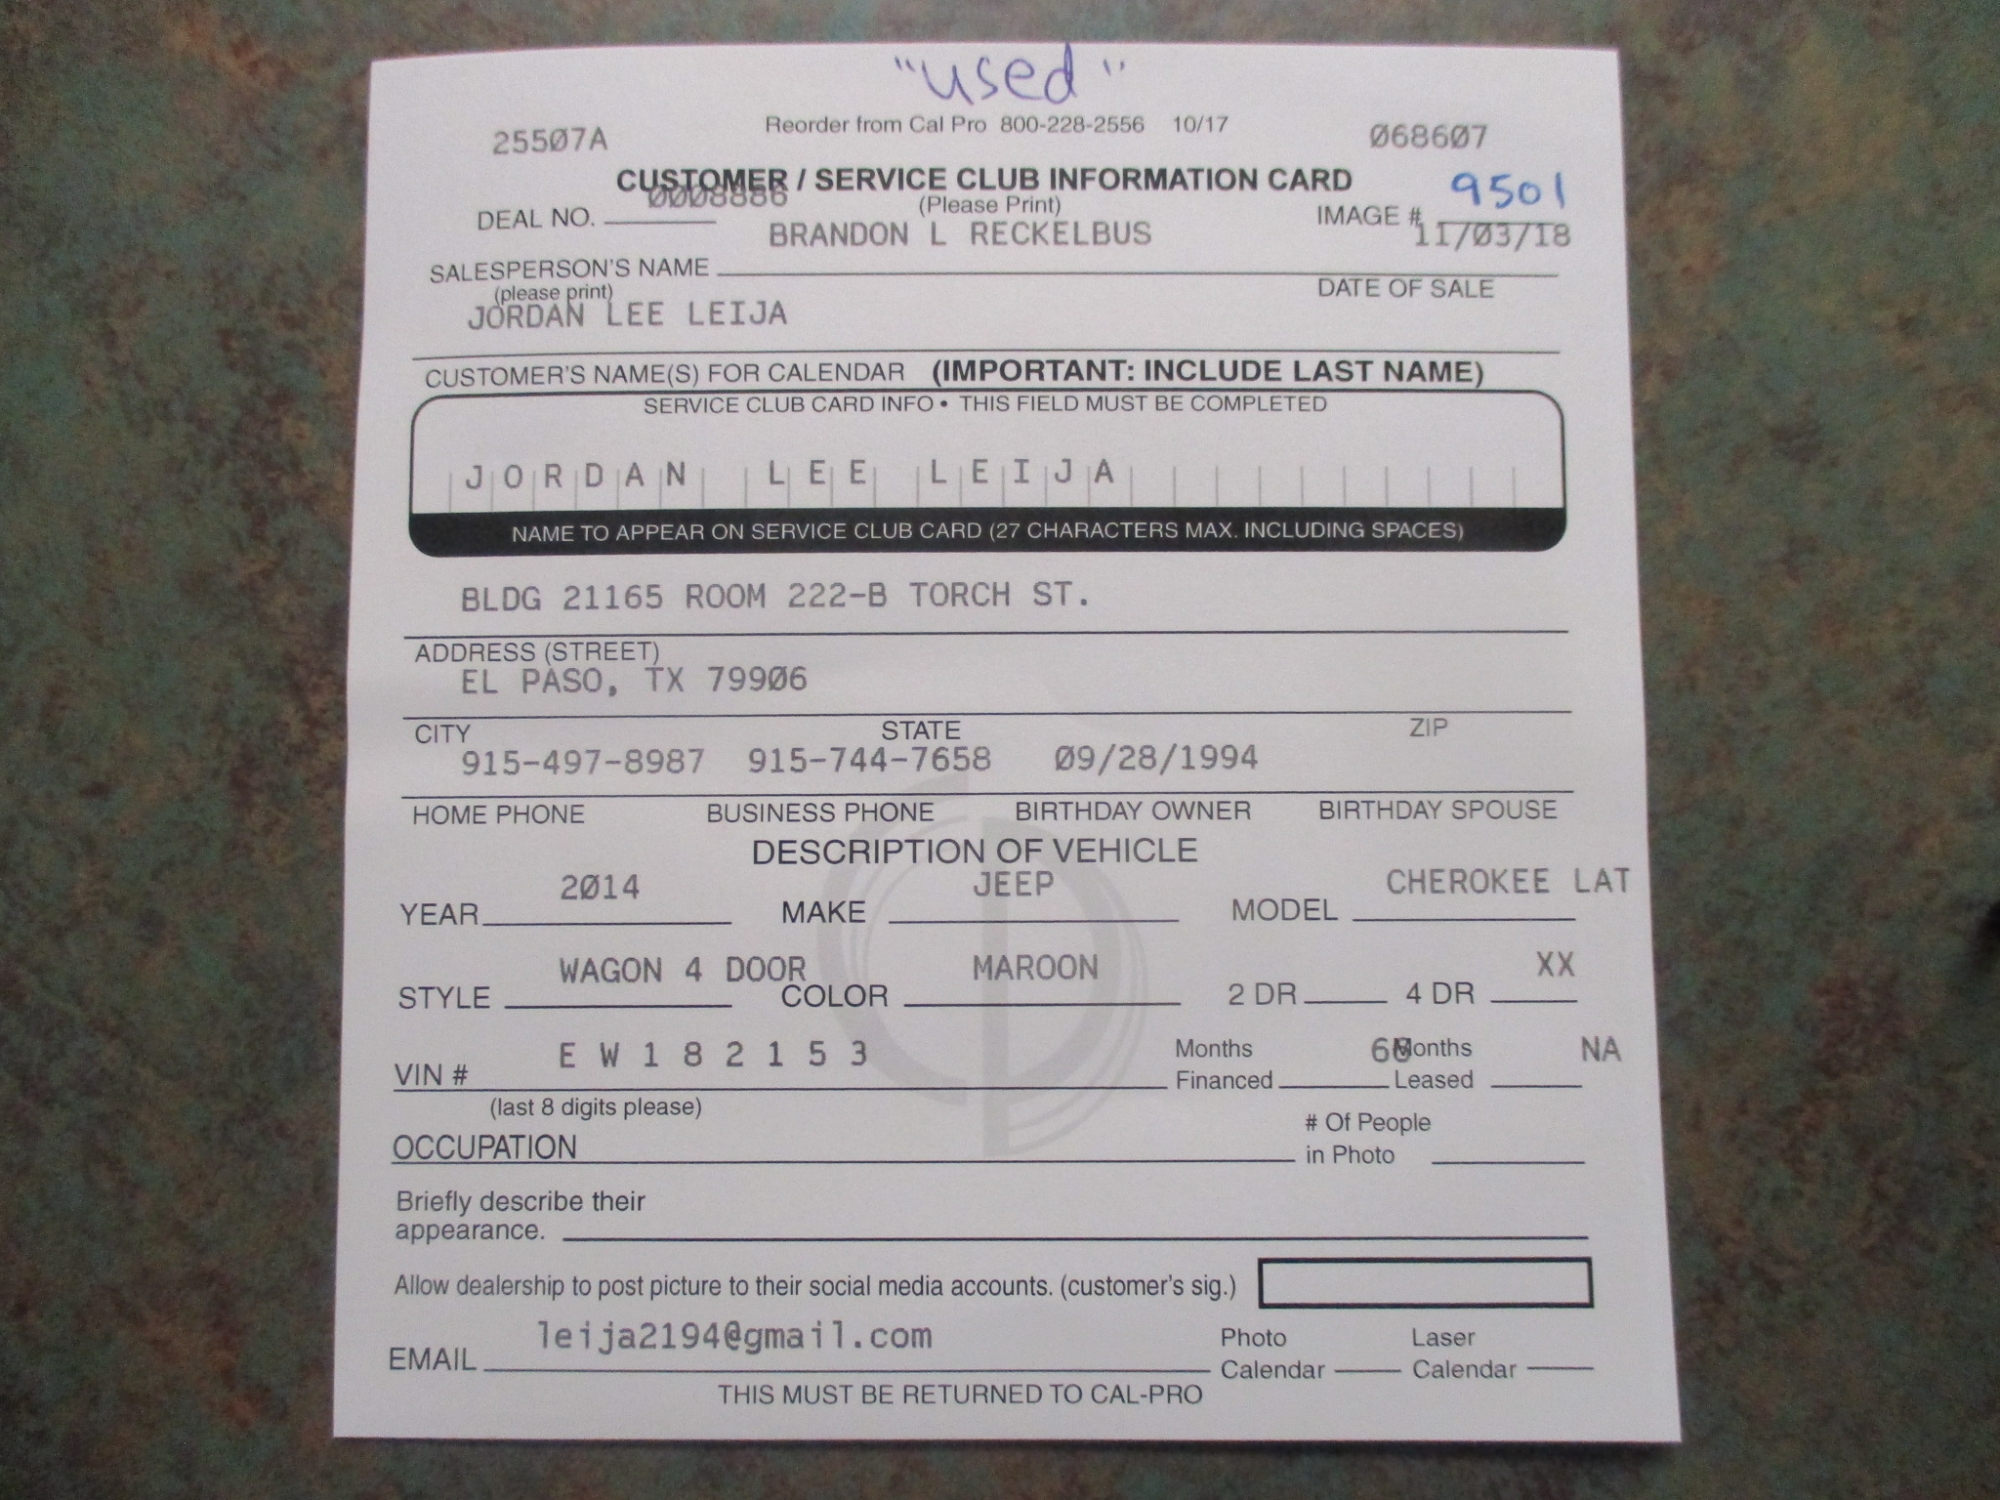 "used"
Reorder from Cal Pro 800-228-2556 10/17
25507A 068607
CUSTOMER / SERVICE CLUB INFORMATION CARD
0008886 9501
DEAL NO. (Please Print) IMAGE #
BRANDON L RECKELBUS 11/03/18
SALESPERSON'S NAME
(please print) DATE OF SALE
JORDAN LEE LEIJA
CUSTOMER'S NAME(S) FOR CALENDAR (IMPORTANT: INCLUDE LAST NAME)
SERVICE CLUB CARD INFO • THIS FIELD MUST BE COMPLETED
JORDAN LEE LEIJA
NAME TO APPEAR ON SERVICE CLUB CARD (27 CHARACTERS MAX. INCLUDING SPACES)
BLDG 21165 ROOM 222-B TORCH ST.
ADDRESS (STREET)
EL PASO, TX 79906
CITY STATE ZIP
915-497-8987 915-744-7658 09/28/1994
HOME PHONE BUSINESS PHONE BIRTHDAY OWNER BIRTHDAY SPOUSE
DESCRIPTION OF VEHICLE
2014 JEEP CHEROKEE LAT
YEAR MAKE MODEL
WAGON 4 DOOR MAROON XX
STYLE COLOR 2 DR 4 DR
E W 1 8 2 1 5 3 Months Months NA
VIN # Financed Leased
(last 8 digits please)
OCCUPATION # Of People
in Photo
Briefly describe their
appearance.
Allow dealership to post picture to their social media accounts. (customer's sig.)
leija2194@gmail.com Photo Laser
EMAIL Calendar Calendar
THIS MUST BE RETURNED TO CAL-PRO